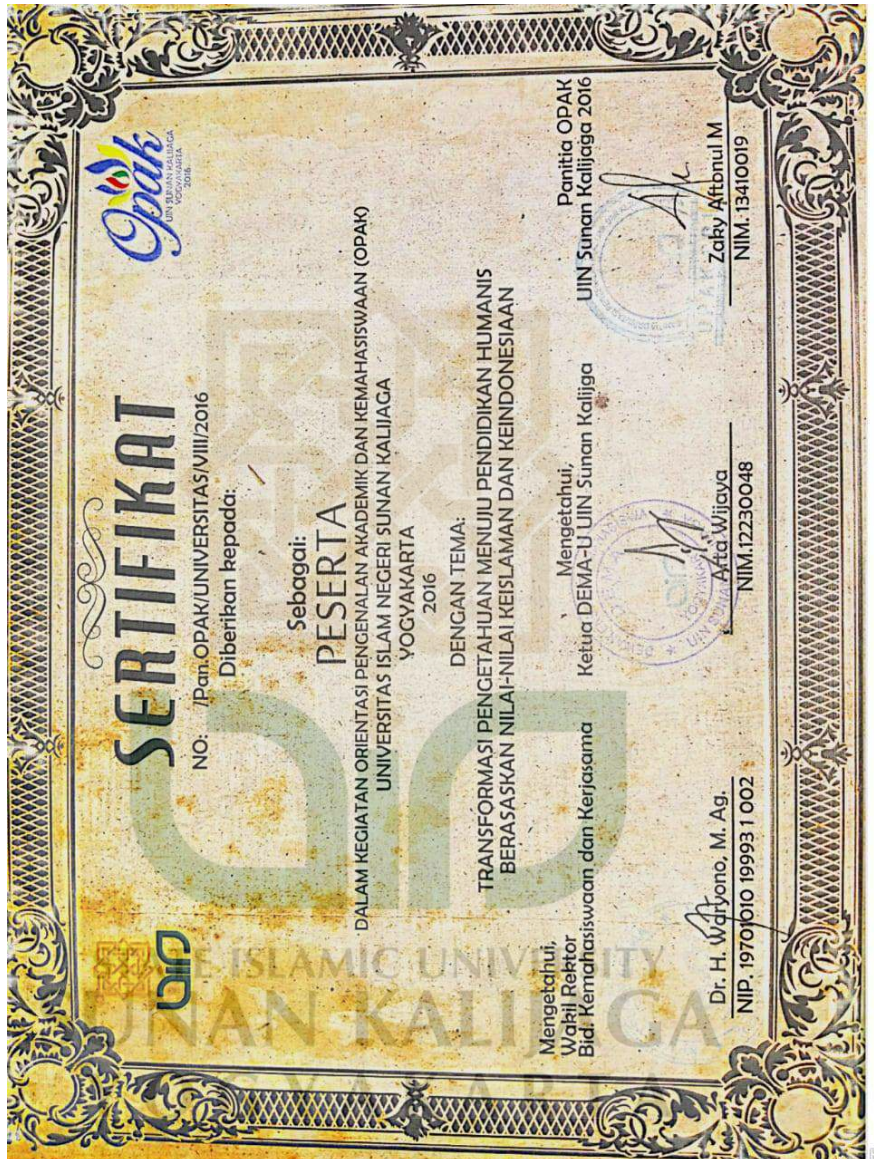 Opak
UIN SUNAN KALIJAGA
YOGYAKARTA
2016
SERTIFIKAT
NO: /Pan.OPAK/UNIVERSITAS/VIII/2016
Diberikan kepada:
Sebagai:
PESERTA
DALAM KEGIATAN ORIENTASI PENGENALAN AKADEMIK DAN KEMAHASISWAAN (OPAK)
UNIVERSITAS ISLAM NEGERI SUNAN KALIJAGA
YOGYAKARTA
2016
DENGAN TEMA:
TRANSFORMASI PENGETAHUAN MENUJU PENDIDIKAN HUMANIS
BERASASKAN NILAI-NILAI KEISLAMAN DAN KEINDONESIAAN
Mengetahui,
Wakil Rektor
Bid. Kemahasiswaan dan Kerjasama
Dr. H. Waryono, M. Ag.
NIP. 19701010 19993 1 002
Mengetahui,
Ketua DEMA-U UIN Sunan Kalijga
Arta Wijaya
NIM.12230048
Panitia OPAK
UIN Sunan Kalijaga 2016
Zaky Aftonul M
NIM. 13410019
STATE ISLAMIC UNIVERSITY
SUNAN KALIJAGA
YOGYAKARTA